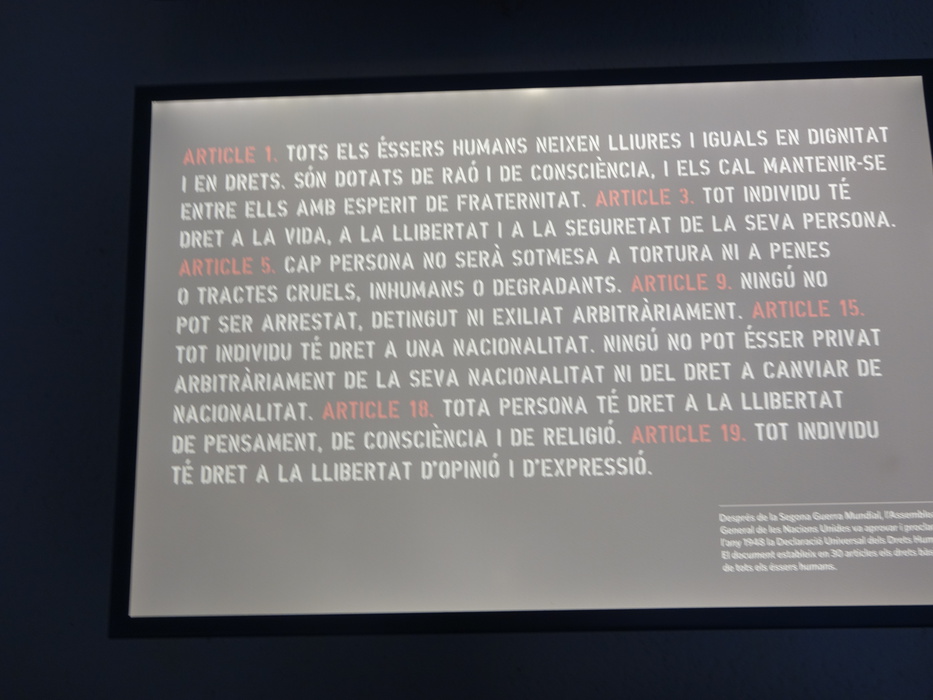 ARTICLE 1. TOTS ELS ÉSSERS HUMANS NEIXEN LLIURES I IGUALS EN DIGNITAT
I EN DRETS. SÓN DOTATS DE RAÓ I DE CONSCIÈNCIA, I ELS CAL MANTENIR-SE
ENTRE ELLS AMB ESPERIT DE FRATERNITAT. ARTICLE 3. TOT INDIVIDU TÉ
DRET A LA VIDA, A LA LLIBERTAT I A LA SEGURETAT DE LA SEVA PERSONA.
ARTICLE 5. CAP PERSONA NO SERÀ SOTMESA A TORTURA NI A PENES
O TRACTES CRUELS, INHUMANS O DEGRADANTS. ARTICLE 9. NINGÚ NO
POT SER ARRESTAT, DETINGUT NI EXILIAT ARBITRÀRIAMENT. ARTICLE 15.
TOT INDIVIDU TÉ DRET A UNA NACIONALITAT. NINGÚ NO POT ÉSSER PRIVAT
ARBITRÀRIAMENT DE LA SEVA NACIONALITAT NI DEL DRET A CANVIAR DE
NACIONALITAT. ARTICLE 18. TOTA PERSONA TÉ DRET A LA LLIBERTAT
DE PENSAMENT, DE CONSCIÈNCIA I DE RELIGIÓ. ARTICLE 19. TOT INDIVIDU
TÉ DRET A LA LLIBERTAT D'OPINIÓ I D'EXPRESSIÓ.
Després de la Segona Guerra Mundial,
General de les Nacions Unides va aprovar i
l'any 1948 la Declaració Universal dels Drets
El document estableix en 30 articles els drets
de tots els éssers humans.